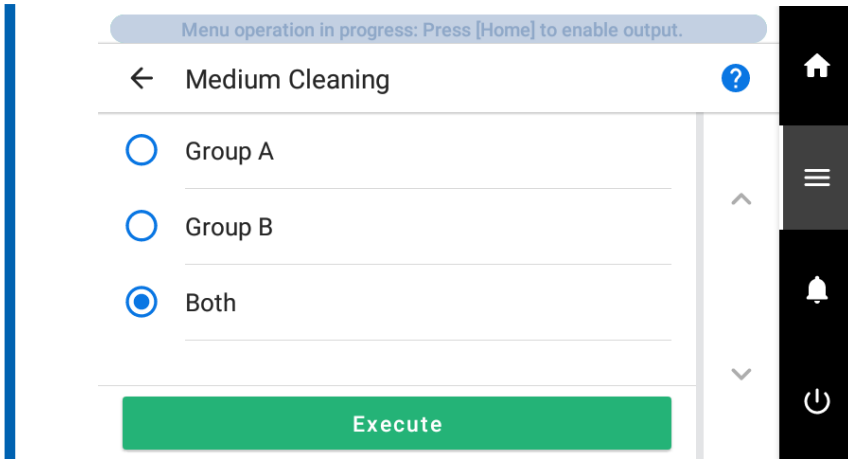 Menu operation in progress: Press [Home] to enable output.
Medium Cleaning
Group A
Group B
Both
Execute